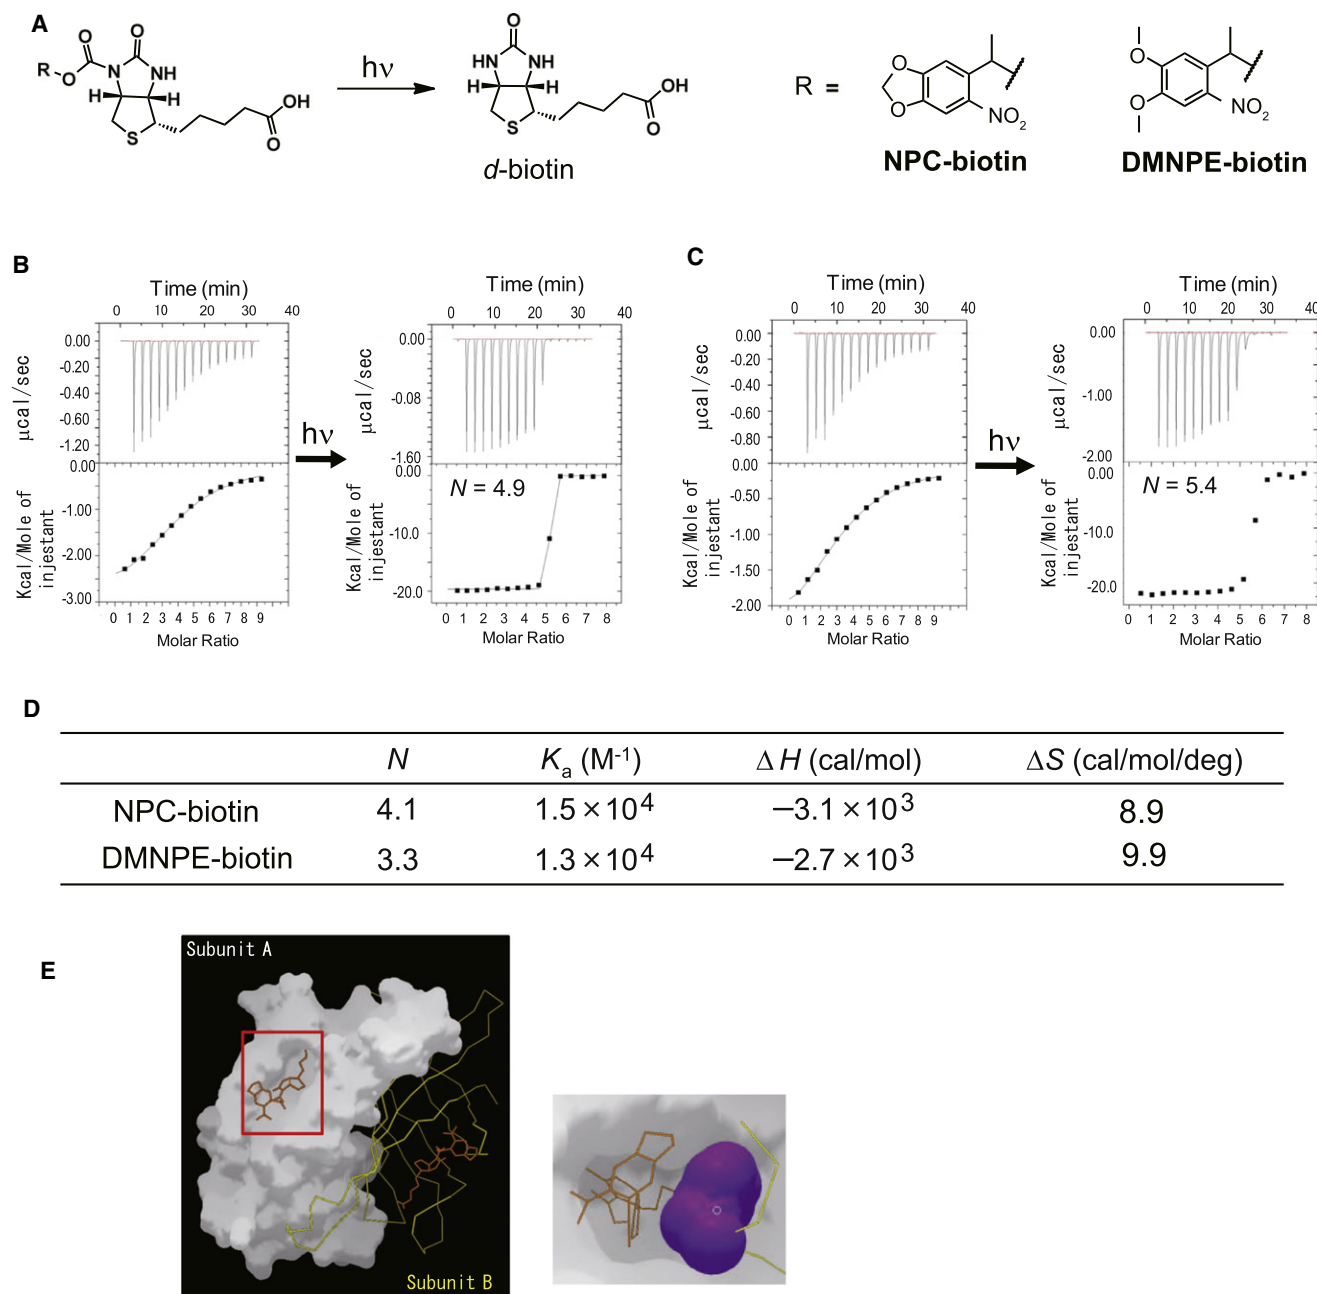 A
R
O
O
O
N
NH
H
H
S
OH
O
hν
O
HN
NH
H
H
S
OH
O
d-biotin
R =
O
O
NO2
NPC-biotin
O
O
NO2
DMNPE-biotin
B
Time (min)
0 10 20 30 40
μcal/sec
0.00
-0.20
-0.40
-0.60
-1.20
Kcal/Mole of
injestant
0.00
-1.00
-2.00
-3.00
0 1 2 3 4 5 6 7 8 9
Molar Ratio
hν
Time (min)
0 10 20 30 40
μcal/sec
0.00
-0.08
-1.60
Kcal/Mole of
injestant
0.00
-10.0
-20.0
N = 4.9
0 1 2 3 4 5 6 7 8
Molar Ratio
C
Time (min)
0 10 20 30 40
μcal/sec
0.00
-0.20
-0.40
-0.60
-0.80
Kcal/Mole of
injestant
0.00
-0.50
-1.00
-1.50
-2.00
0 1 2 3 4 5 6 7 8 9
Molar Ratio
hν
Time (min)
0 10 20 30 40
μcal/sec
0.00
-1.00
-2.00
Kcal/Mole of
injestant
0.00
-10.0
-20.0
N = 5.4
0 1 2 3 4 5 6 7 8
Molar Ratio
D
N Ka (M-1) ΔH (cal/mol) ΔS (cal/mol/deg)
NPC-biotin 4.1 1.5×10^4 −3.1×10^3 8.9
DMNPE-biotin 3.3 1.3×10^4 −2.7×10^3 9.9
E
Subunit A
Subunit B